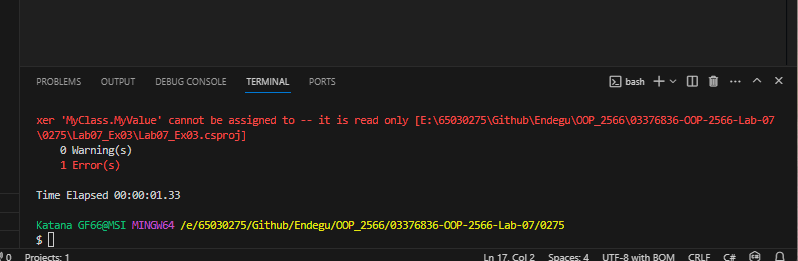 PROBLEMS OUTPUT DEBUG CONSOLE TERMINAL PORTS bash
xer 'MyClass.MyValue' cannot be assigned to -- it is read only [E:\65030275\Github\Endegu\OOP_2566\03376836-OOP-2566-Lab-07
\0275\Lab07_Ex03\Lab07_Ex03.csproj]
0 Warning(s)
1 Error(s)
Time Elapsed 00:00:01.33
Katana GF66@MSI MINGW64 /e/65030275/Github/Endegu/OOP_2566/03376836-OOP-2566-Lab-07/0275
$
0 Projects: 1 Ln 17, Col 2 Spaces: 4 UTF-8 with BOM CRLF C#